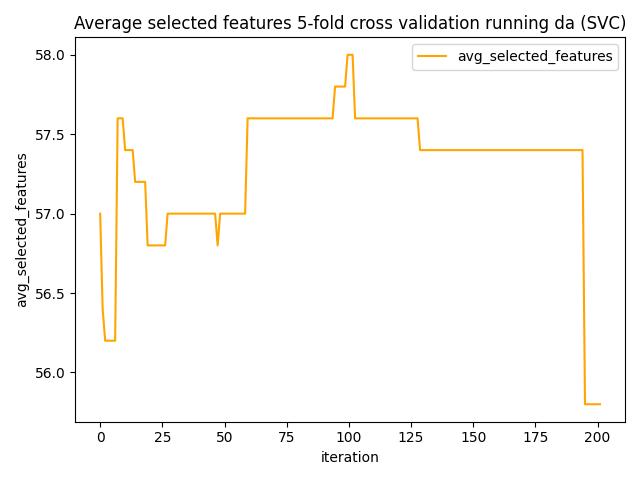 Average selected features 5-fold cross validation running da (SVC)
avg_selected_features
58.0
57.5
57.0
56.5
56.0
avg_selected_features
0 25 50 75 100 125 150 175 200
iteration